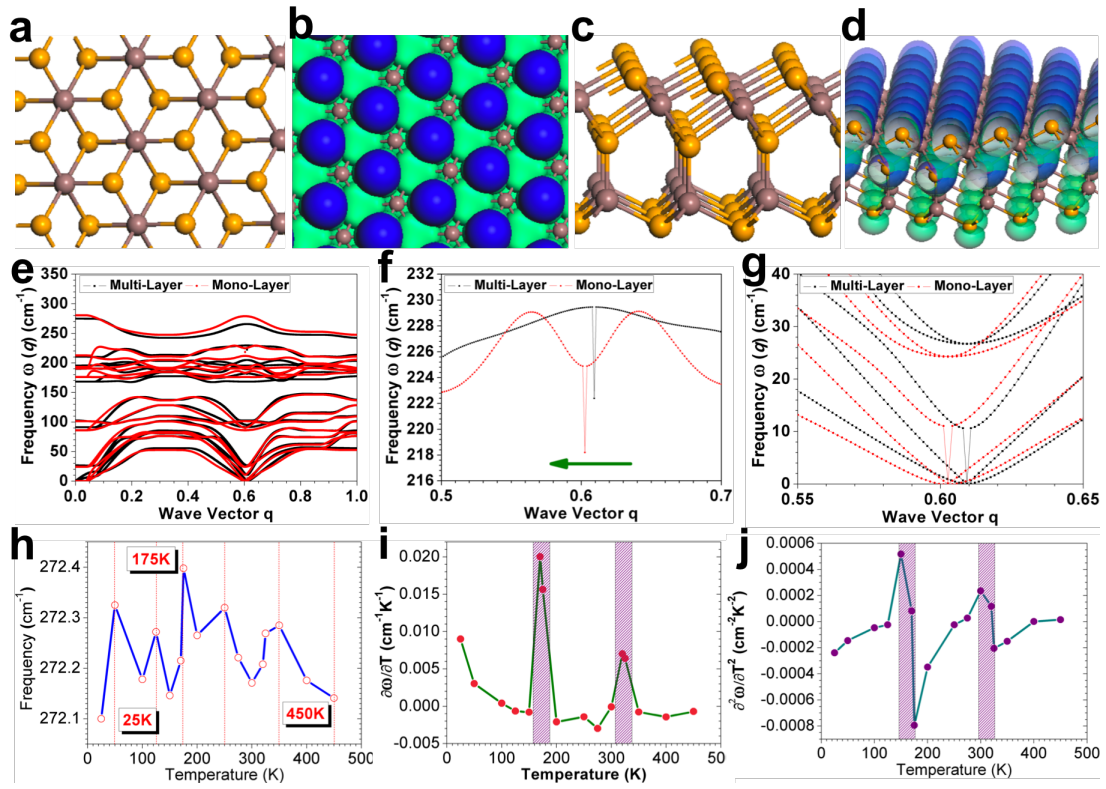 a
b
c
d
e
350
300
250
200
150
100
50
0
Frequency ω (q) (cm⁻¹)
Multi-Layer
Mono-Layer
0.0 0.2 0.4 0.6 0.8 1.0
Wave Vector q
f
232
230
228
226
224
222
220
218
216
Frequency ω (q) (cm⁻¹)
Multi-Layer
Mono-Layer
0.5 0.6 0.7
Wave Vector q
g
40
30
20
10
0
Frequency ω (q) (cm⁻¹)
Multi-Layer
Mono-Layer
0.55 0.60 0.65
Wave Vector q
h
272.4
272.3
272.2
272.1
Frequency (cm⁻¹)
175K
25K
450K
0 100 200 300 400 500
Temperature (K)
i
0.020
0.015
0.010
0.005
0.000
-0.005
∂ω/∂T (cm⁻¹K⁻¹)
0 100 200 300 400 500
Temperature (K)
j
0.0006
0.0004
0.0002
0.0000
-0.0002
-0.0004
-0.0006
-0.0008
∂²ω/∂T² (cm⁻²K⁻²)
0 100 200 300 400 500
Temperature (K)